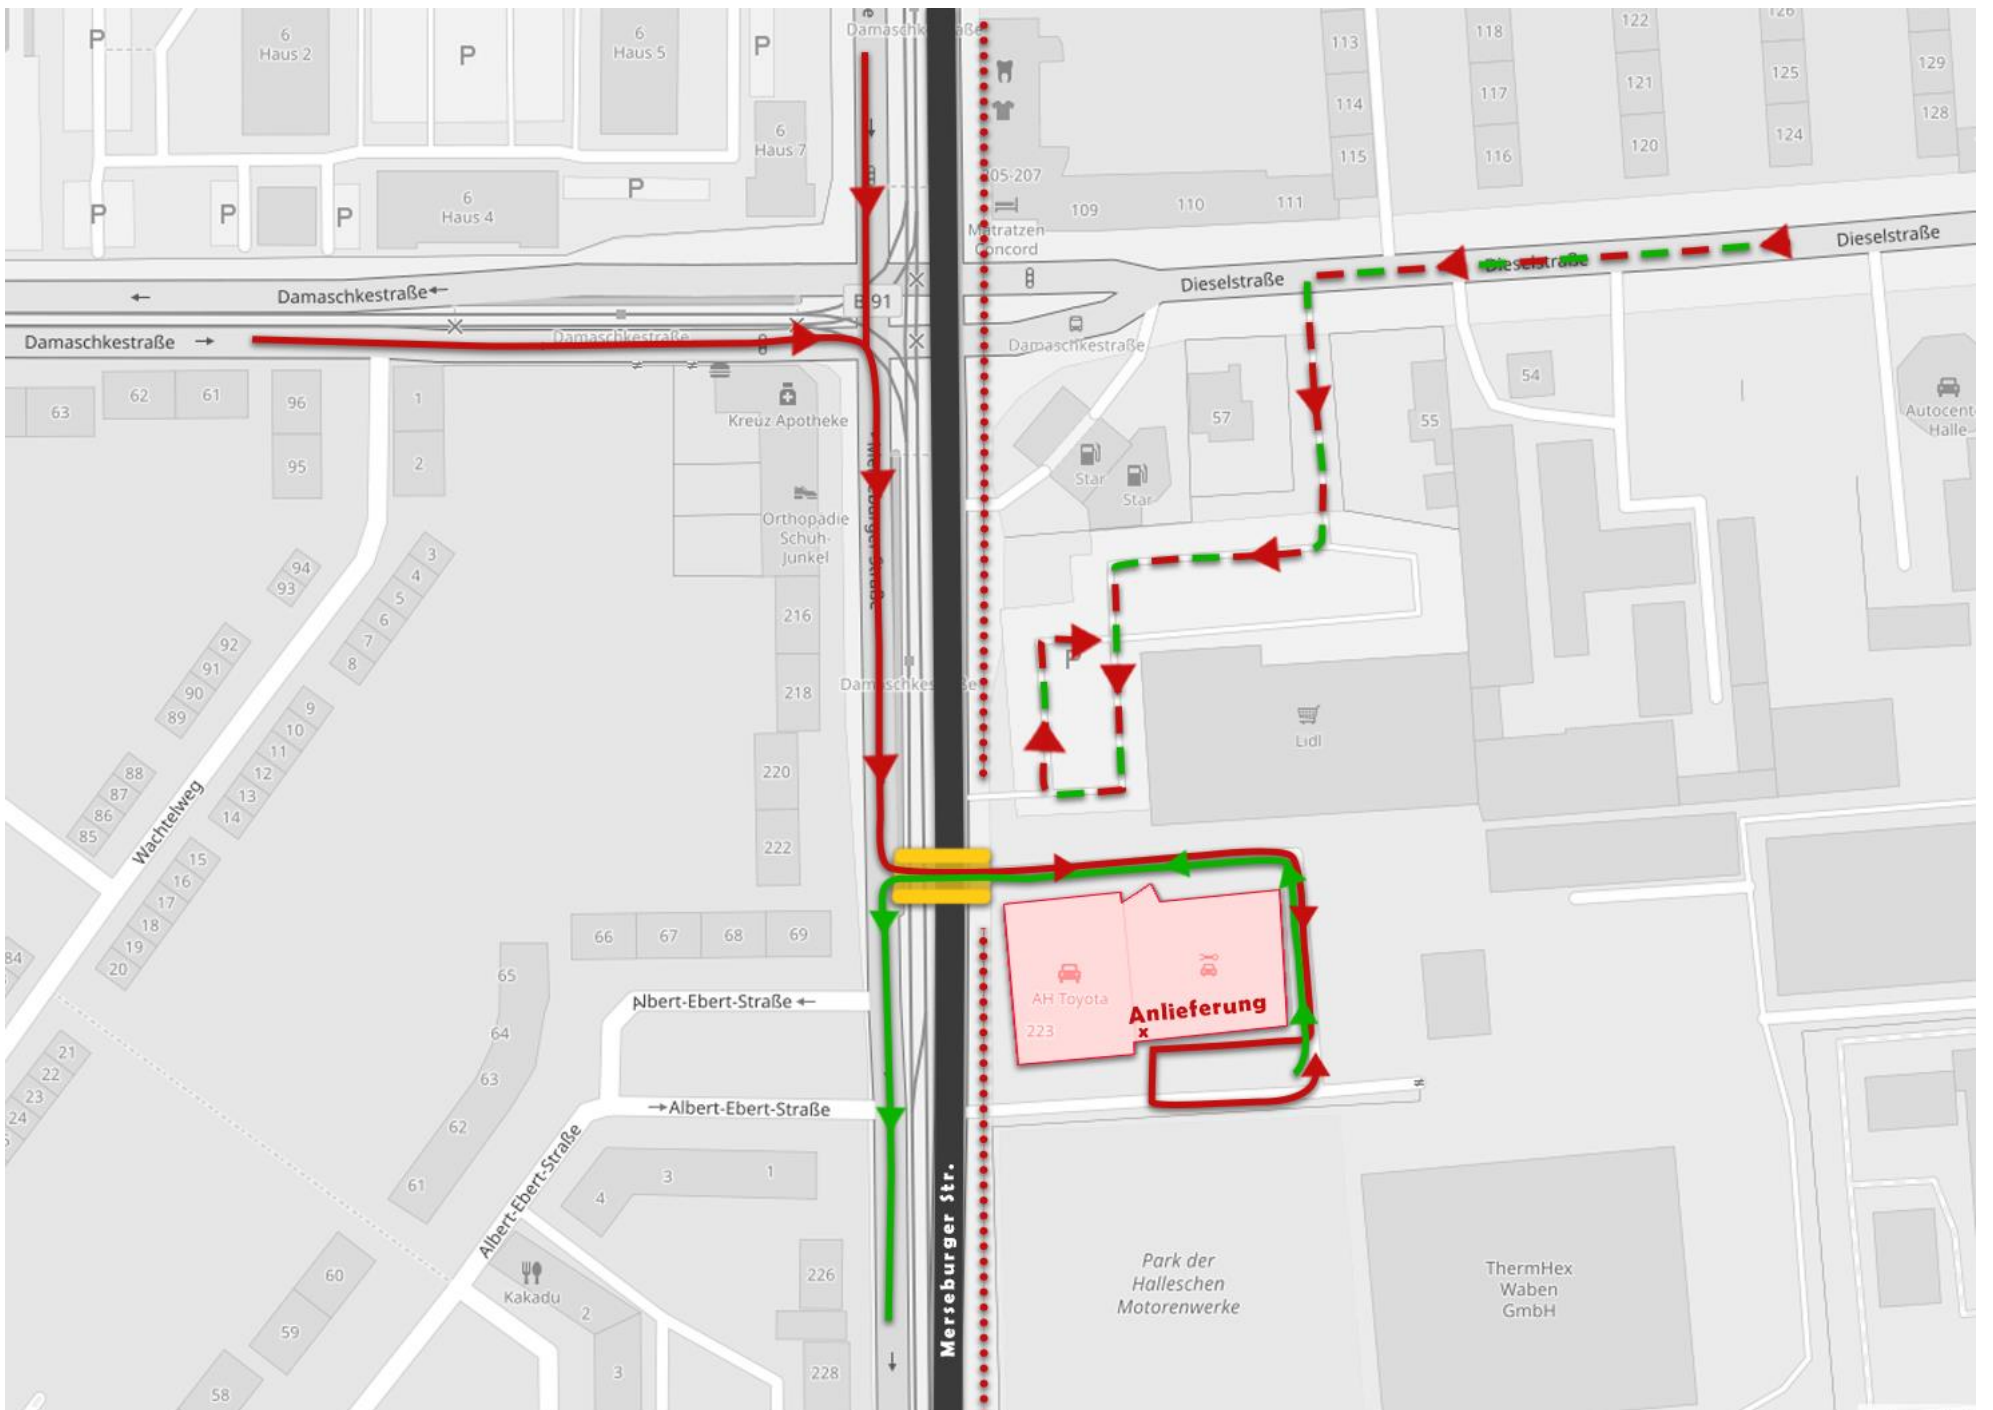 6
Haus 2
6
Haus 5
6
Haus 7
6
Haus 4
P
P
P
P
P
P
P
Damaschkestraße
Damaschkestraße
Damaschkestraße
B 91
205-207
Matratzen
Concord
109
110
111
113
114
115
118
117
116
122
121
120
126
125
124
129
128
Dieselstraße
Dieselstraße
Dieselstraße
Damaschkestraße
63
62
61
96
95
1
2
Kreuz Apotheke
Orthopädie
Schuh-
Junkel
Merseburger Straße
Star
Star
57
55
54
Autocent
Halle
94
93
3
4
5
6
7
8
92
91
90
89
9
10
11
12
13
14
88
87
86
85
Wachtelweg
15
16
17
18
19
20
84
216
218
220
222
P
Lidl
66
67
68
69
65
64
63
62
61
Albert-Ebert-Straße
Albert-Ebert-Straße
Albert-Ebert-Straße
AH Toyota
223
Anlieferung
x
21
22
23
24
3
1
4
60
59
58
Kakadu
2
3
226
228
Merseburger Str.
Park der
Halleschen
Motorenwerke
ThermHex
Waben
GmbH